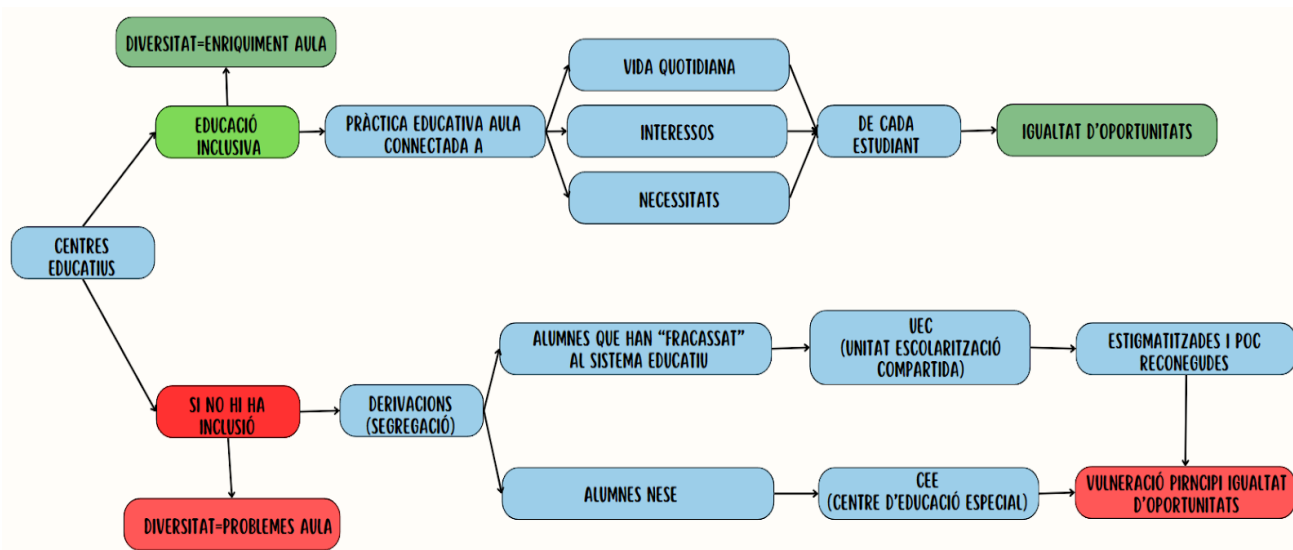 DIVERSITAT=ENRIQUIMENT AULA
EDUCACIÓ
INCLUSIVA
PRÀCTICA EDUCATIVA AULA
CONNECTADA A
VIDA QUOTIDIANA
INTERESSOS
NECESSITATS
DE CADA
ESTUDIANT
IGUALTAT D'OPORTUNITATS
CENTRES
EDUCATIUS
SI NO HI HA
INCLUSIÓ
DIVERSITAT=PROBLEMES AULA
DERIVACIONS
(SEGREGACIÓ)
ALUMNES QUE HAN "FRACASSAT"
AL SISTEMA EDUCATIU
UEC
(UNITAT ESCOLARITZACIÓ
COMPARTIDA)
ESTIGMATITZADES I POC
RECONEGUDES
ALUMNES NESE
CEE
(CENTRE D'EDUCACIÓ ESPECIAL)
VULNERACIÓ PIRNCIPI IGUALTAT
D'OPORTUNITATS